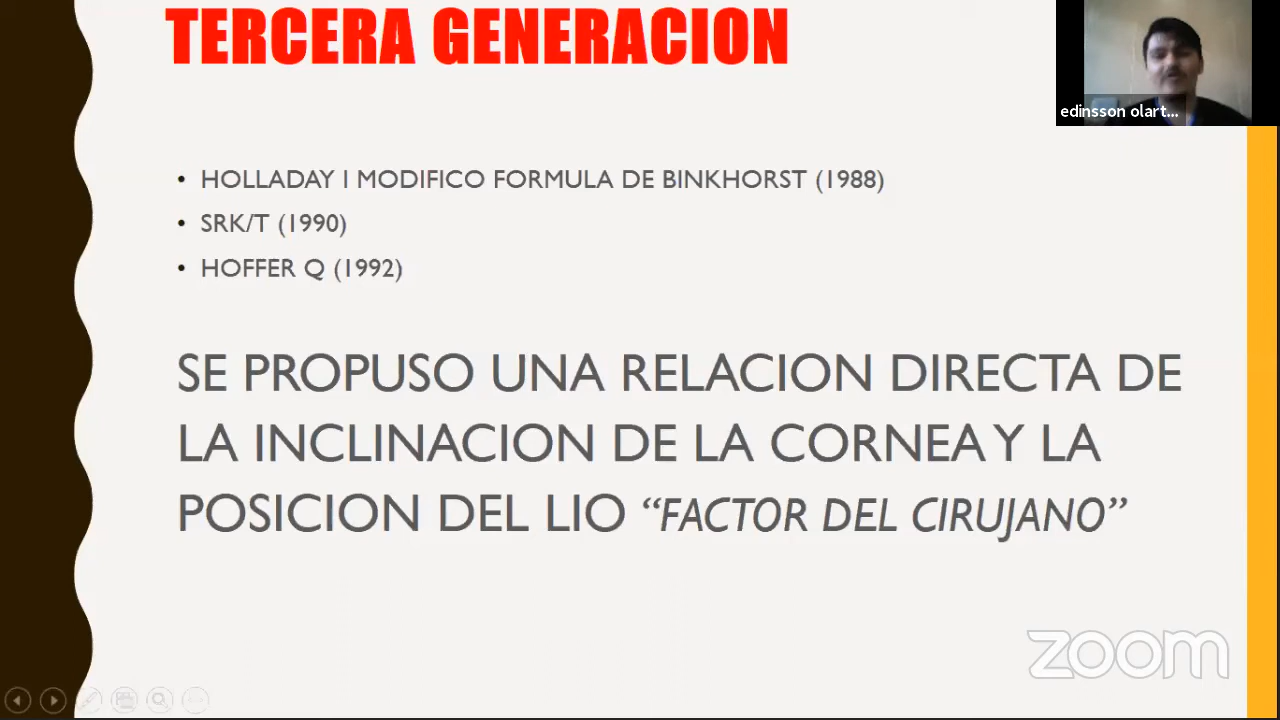 TERCERA GENERACION
edinsson olart...
• HOLLADAY I MODIFICO FORMULA DE BINKHORST (1988)
• SRK/T (1990)
• HOFFER Q (1992)
SE PROPUSO UNA RELACION DIRECTA DE
LA INCLINACION DE LA CORNEA Y LA
POSICION DEL LIO “FACTOR DEL CIRUJANO”
zoom